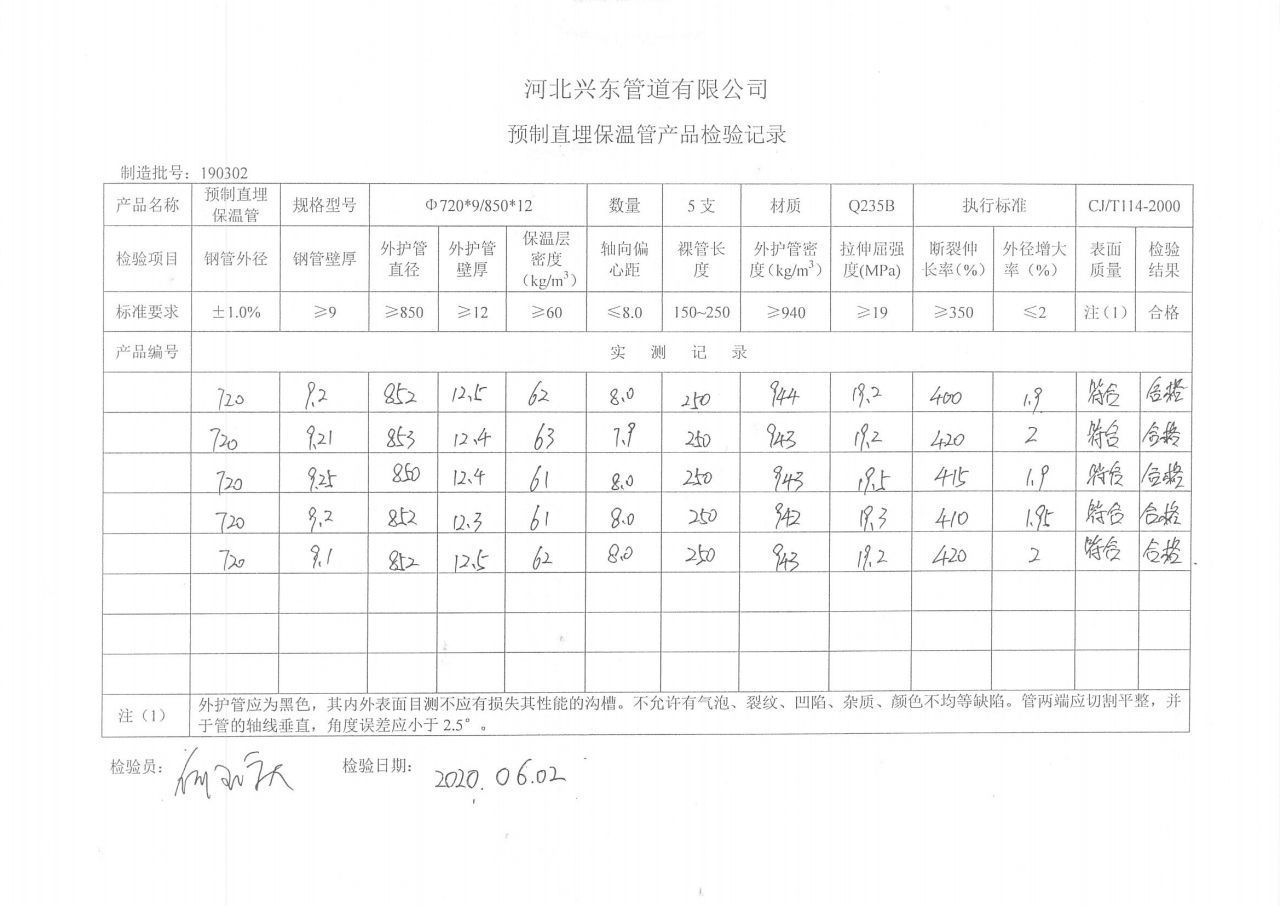 河北兴东管道有限公司
预制直埋保温管产品检验记录
制造批号：190302
产品名称 预制直埋保温管 规格型号 Φ720*9/850*12 数量 5 支 材质 Q235B 执行标准 CJ/T114-2000
检验项目 钢管外径 钢管壁厚 外护管直径 外护管壁厚 保温层密度（kg/m³） 轴向偏心距 裸管长度 外护管密度（kg/m³） 拉伸屈强度(MPa) 断裂伸长率（%） 外径增大率（%） 表面质量 检验结果
标准要求 ±1.0% ≥9 ≥850 ≥12 ≥60 ≤8.0 150~250 ≥940 ≥19 ≥350 ≤2 注（1） 合格
产品编号 实 测 记 录
720 9.2 852 12.5 62 8.0 250 944 19.2 400 1.9 符合 合格
720 9.21 853 12.4 63 7.9 250 943 19.2 420 2 符合 合格
720 9.25 850 12.4 61 8.0 250 943 19.5 415 1.9 符合 合格
720 9.2 852 12.3 61 8.0 250 942 19.3 410 1.95 符合 合格
720 9.1 852 12.5 62 8.0 250 943 19.2 420 2 符合 合格
注（1） 外护管应为黑色，其内外表面目测不应有损失其性能的沟槽。不允许有气泡、裂纹、凹陷、杂质、颜色不均等缺陷。管两端应切割平整，并
于管的轴线垂直，角度误差应小于 2.5°。
检验员： 检验日期： 2020.06.02